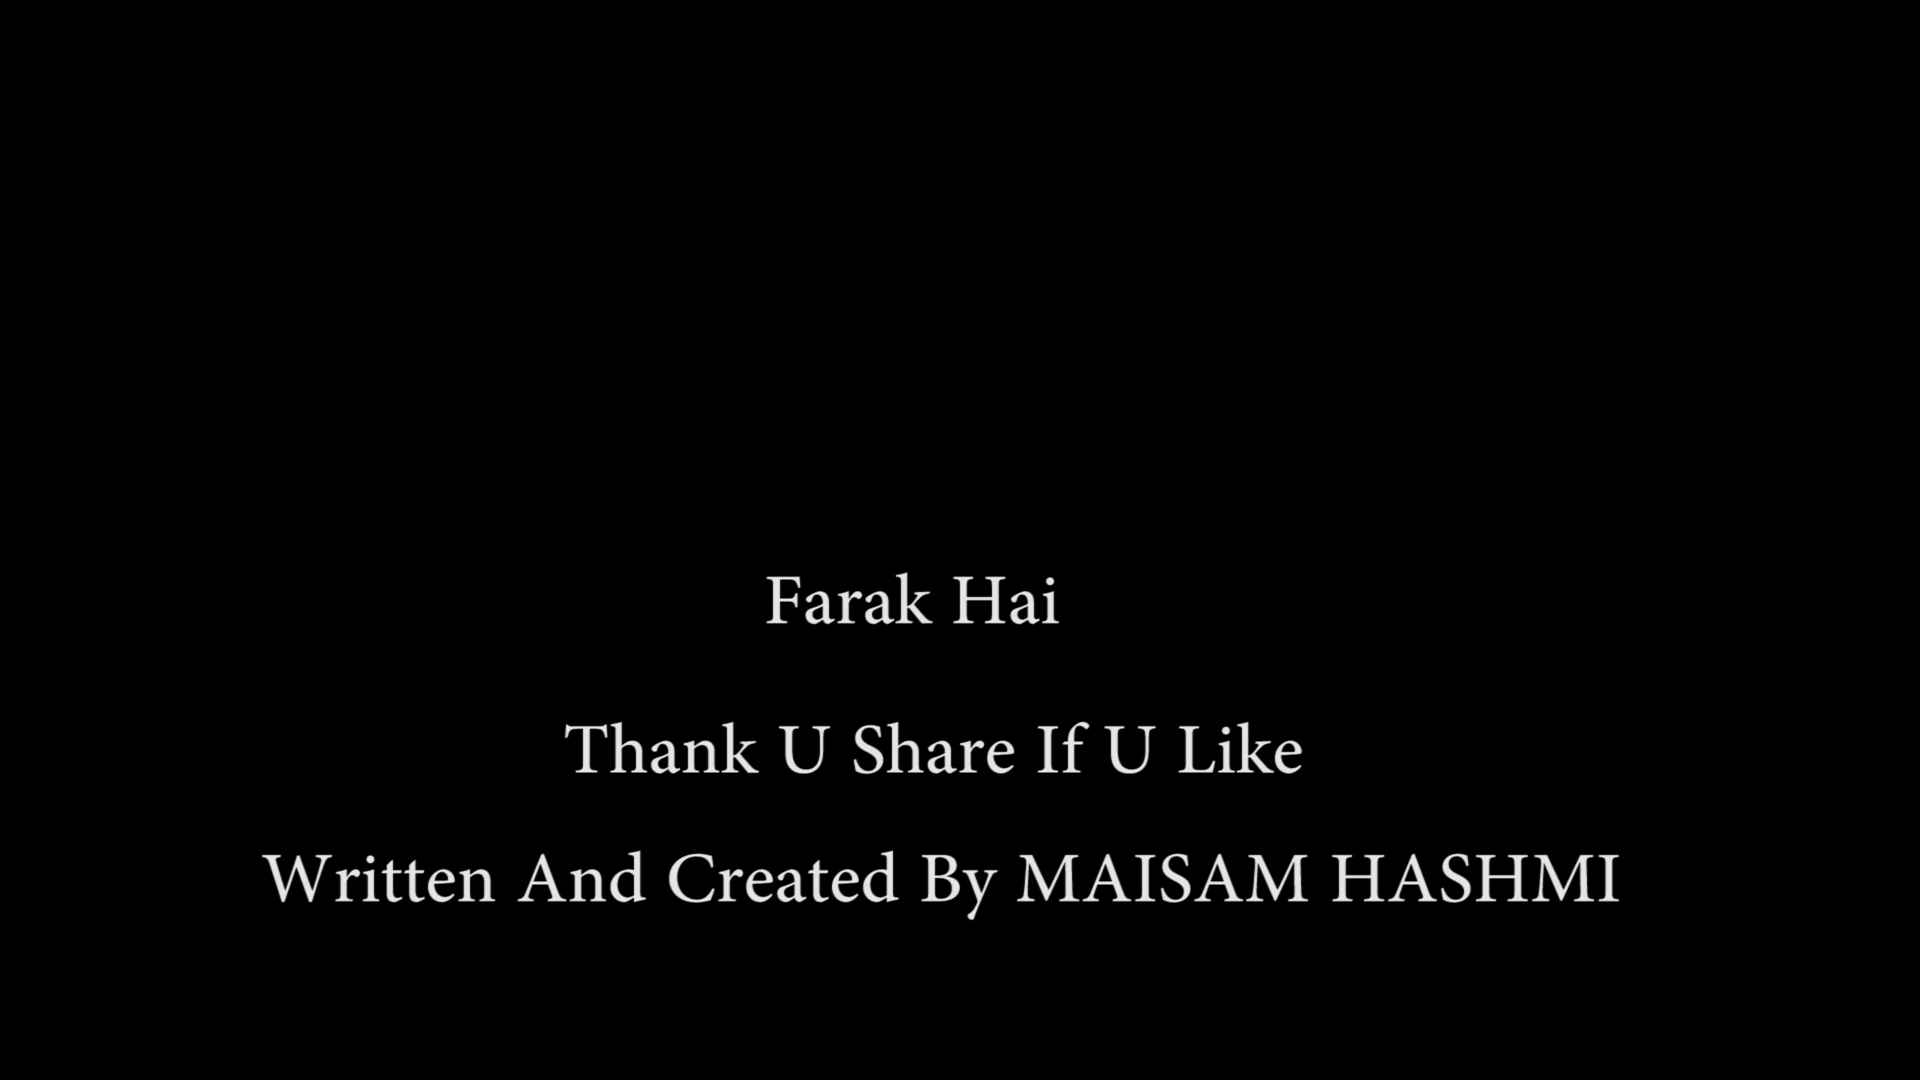 Farak Hai
Thank U Share If U Like
Written And Created By MAISAM HASHMI